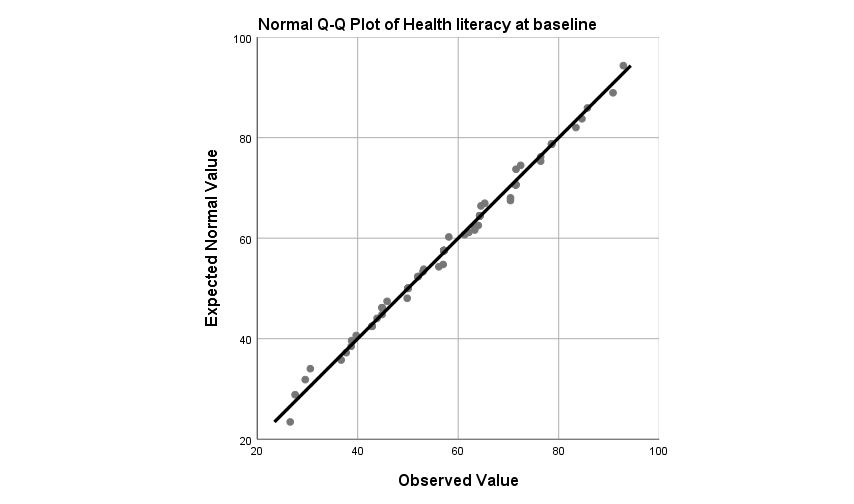 Normal Q-Q Plot of Health literacy at baseline
100
80
60
40
20
Expected Normal Value
20 40 60 80 100
Observed Value